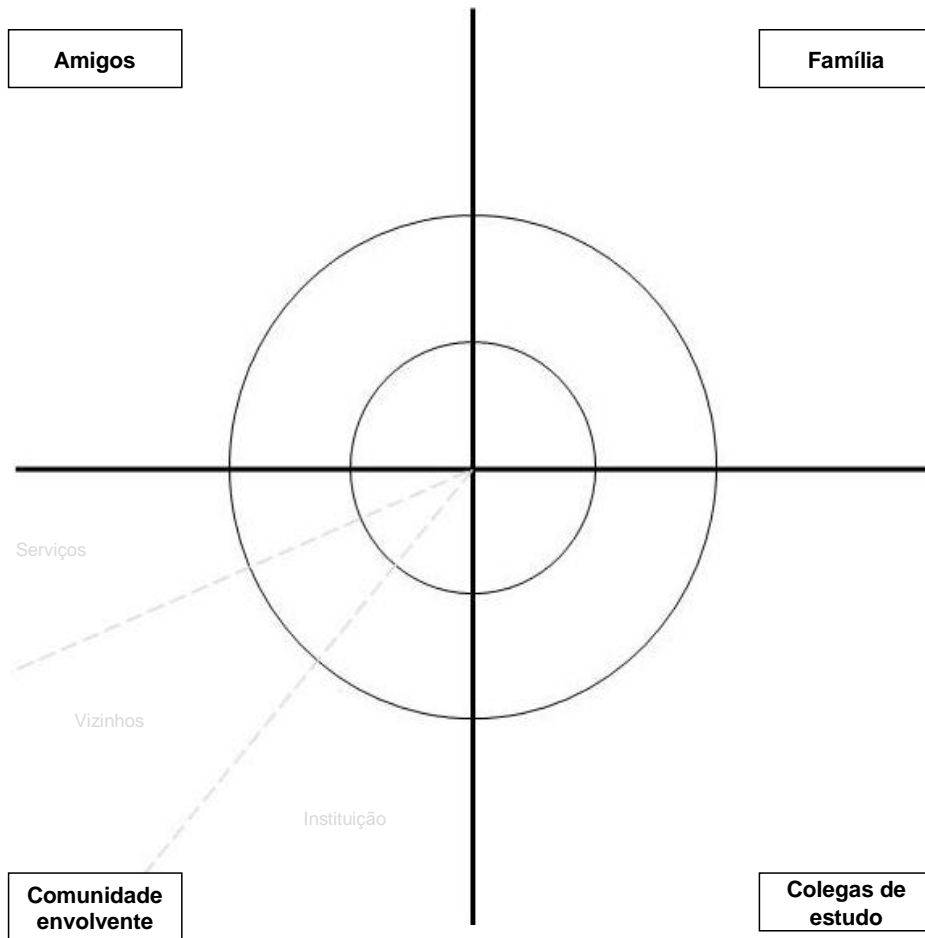 Amigos
Família
Serviços
Vizinhos
Instituição
Comunidade
envolvente
Colegas de
estudo